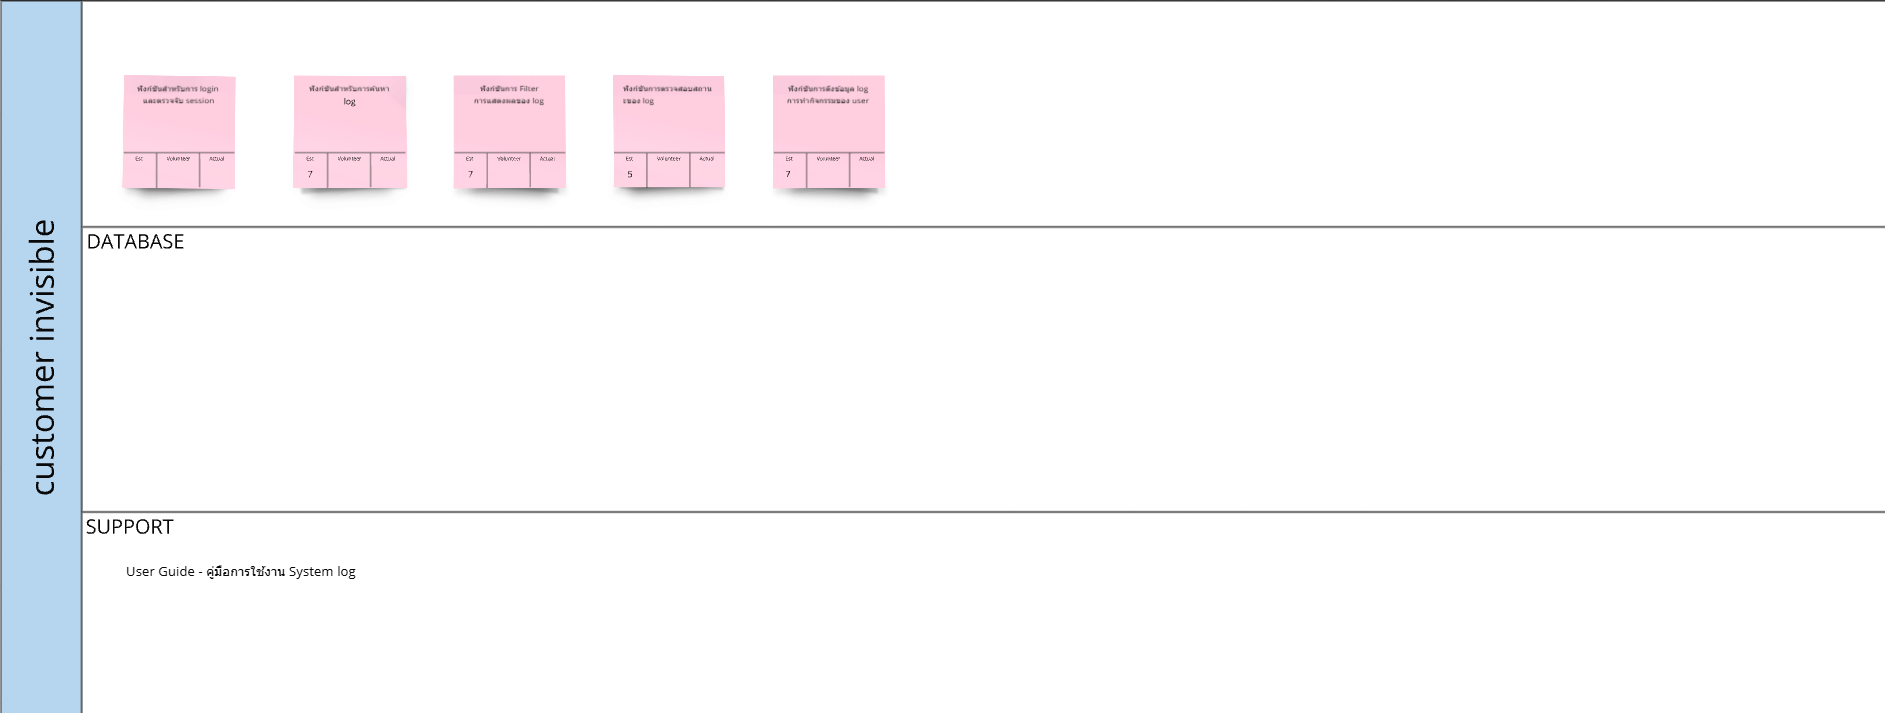 customer invisible
ฟังก์ชันสำหรับการ login
และตรวจจับ session
Est Volunteer Actual
ฟังก์ชันสำหรับการค้นหา
log
Est Volunteer Actual
7
ฟังก์ชันการ Filter
การแสดงผลของ log
Est Volunteer Actual
7
ฟังก์ชันการตรวจสอบสถาน
ะของ log
Est Volunteer Actual
5
ฟังก์ชันการดึงข้อมูล log
การทำกิจกรรมของ user
Est Volunteer Actual
7
DATABASE
SUPPORT
User Guide - คู่มือการใช้งาน System log